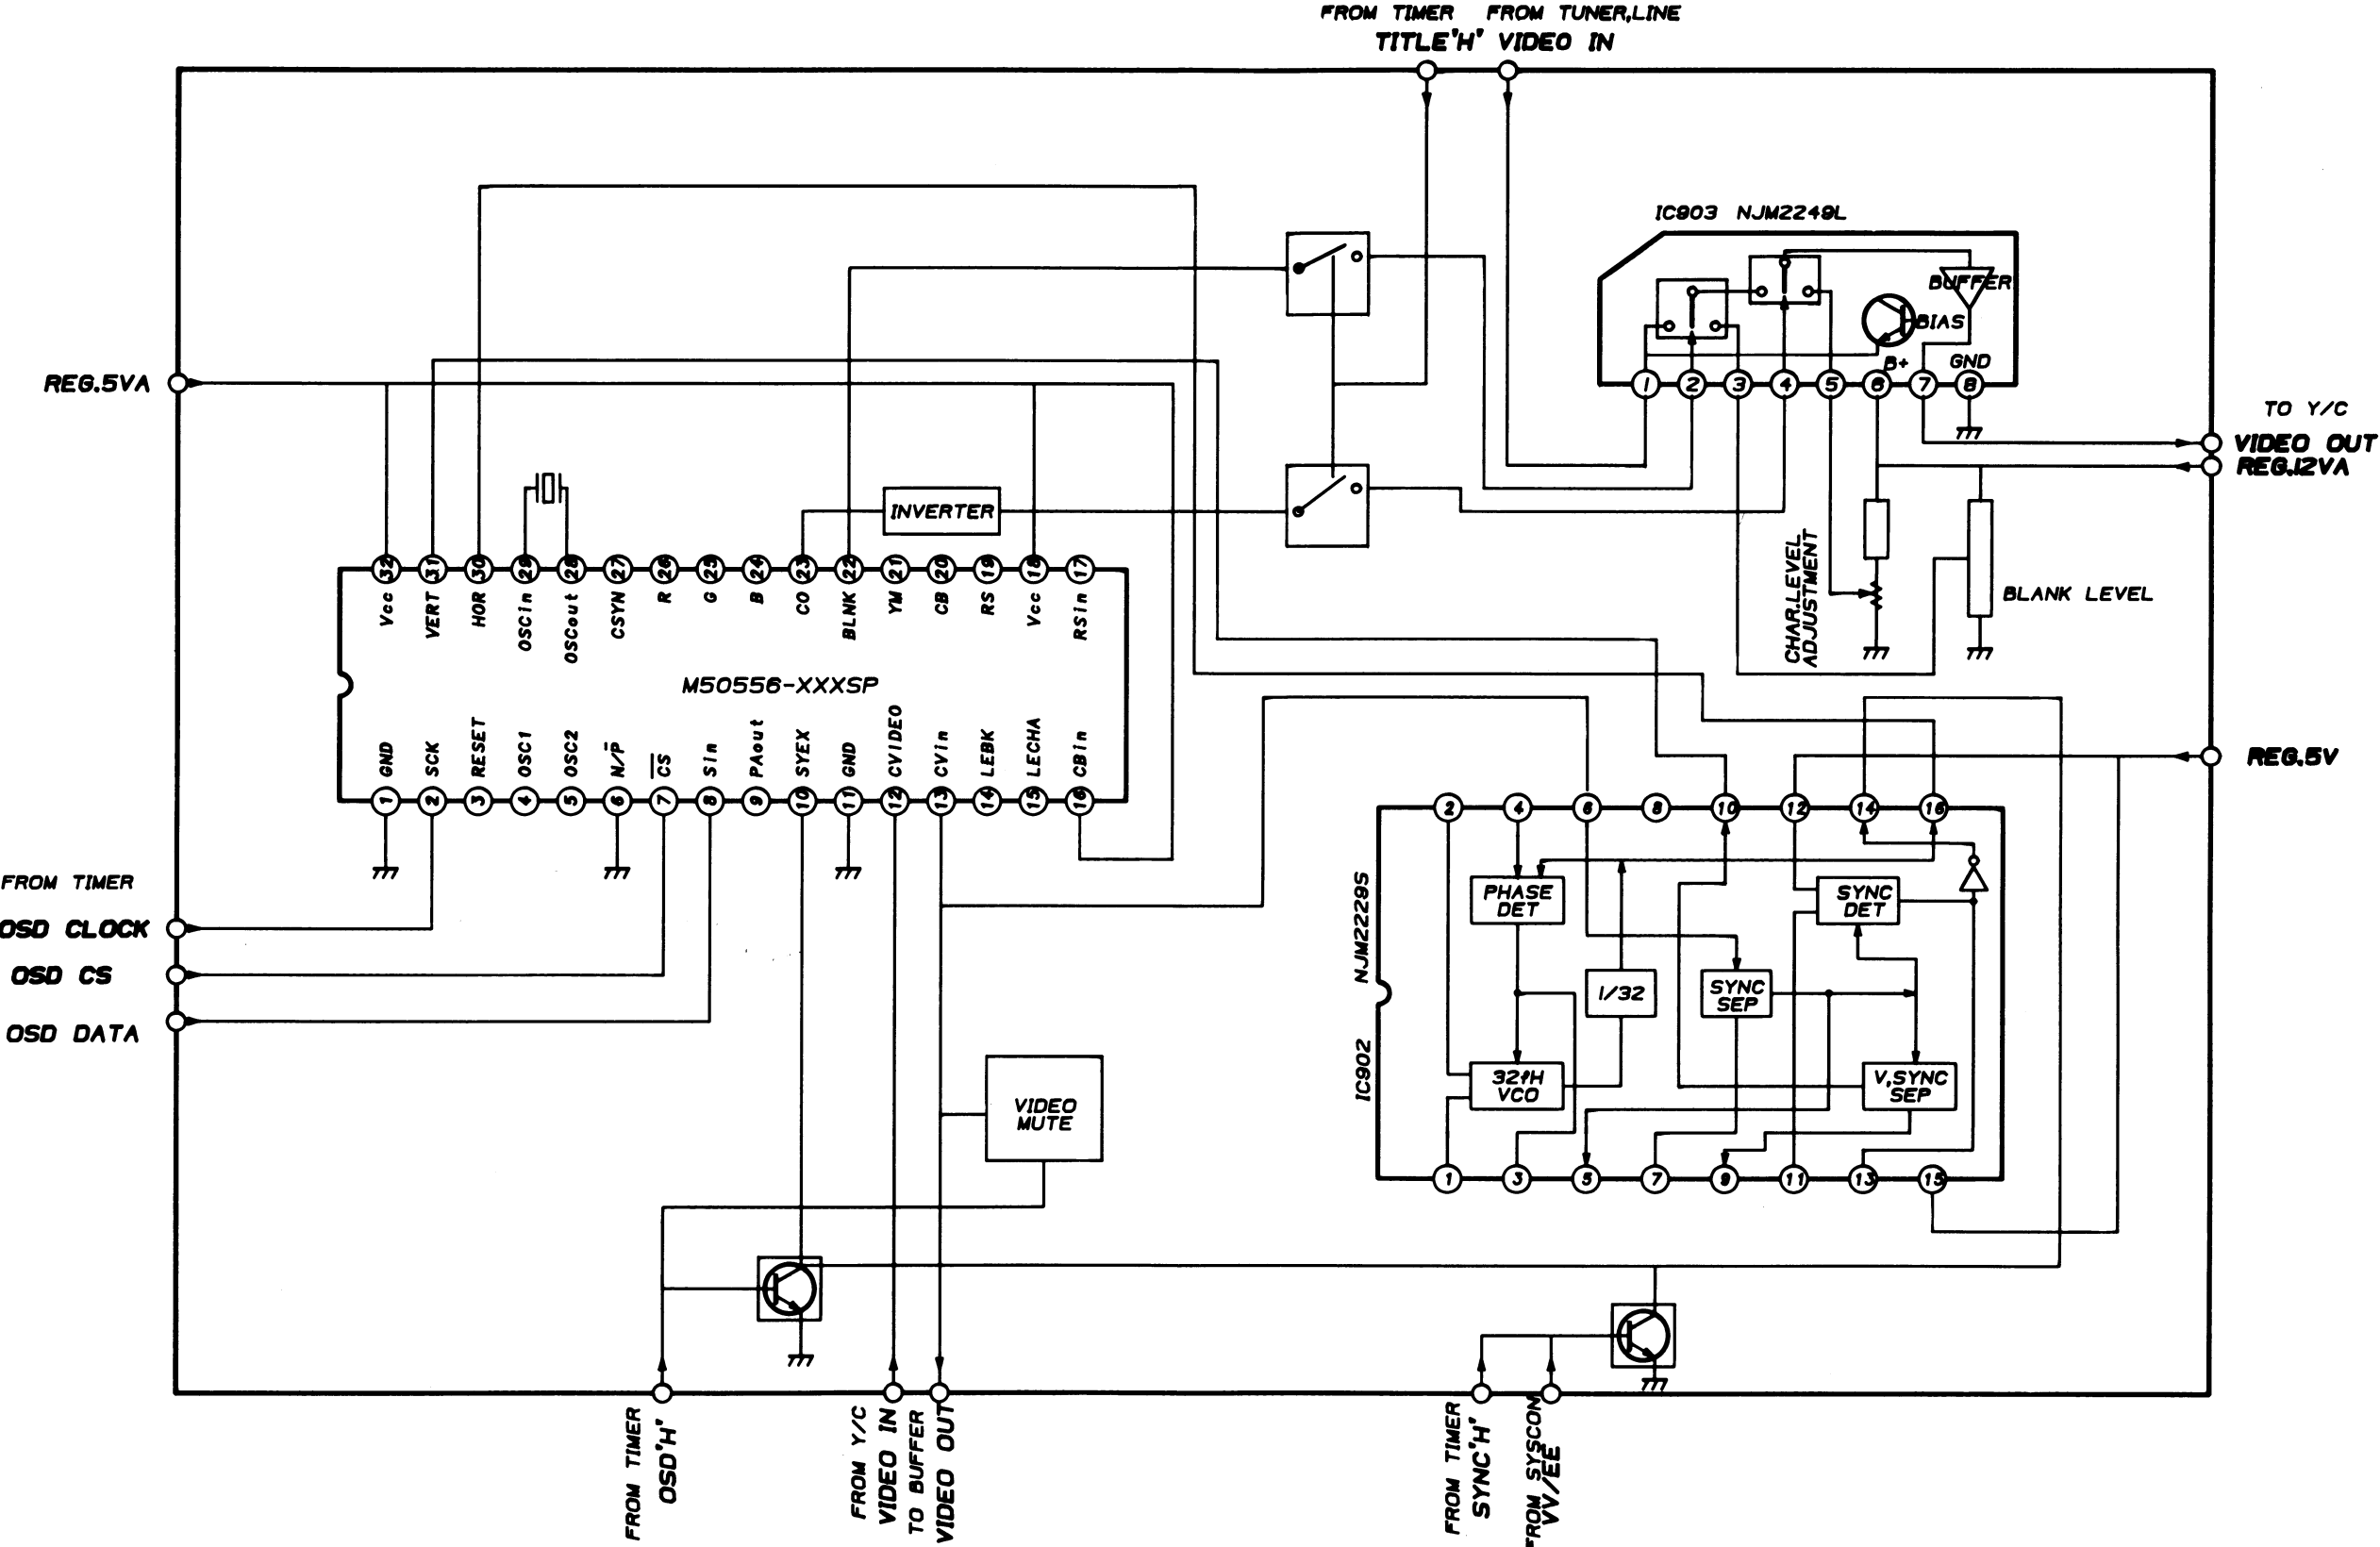 FROM TIMER FROM TUNER,LINE
TITLE'H' VIDEO IN
IC903 NJM2249L
BUFFER
BIAS
B+ GND
1 2 3 4 5 6 7 8
REG.5VA
TO Y/C
VIDEO OUT
REG.12VA
INVERTER
CHAR.LEVEL
ADJUSTMENT
BLANK LEVEL
32 31 30 29 28 27 26 25 24 23 22 21 20 19 18 17
Vcc VERT HOR OSCin OSCout CSYN R G B CO BLNK YM CB RS Vcc RSin
M50556-XXXSP
GND SCK RESET OSC1 OSC2 N/P̅ C̅S̅ Sin PAout SYEX GND CVIDEO CVin LEBK LECHA CBin
1 2 3 4 5 6 7 8 9 10 11 12 13 14 15 16
REG.5V
2 4 6 8 10 12 14 16
FROM TIMER
OSD CLOCK
OSD CS
OSD DATA
IC902 NJM2229S
PHASE
DET
SYNC
DET
1/32
SYNC
SEP
32fH
VCO
V,SYNC
SEP
1 3 5 7 9 11 13 15
VIDEO
MUTE
FROM TIMER
OSD'H'
FROM Y/C
VIDEO IN
TO BUFFER
VIDEO OUT
FROM TIMER
SYNC'H'
FROM SYSCON
VV/EE